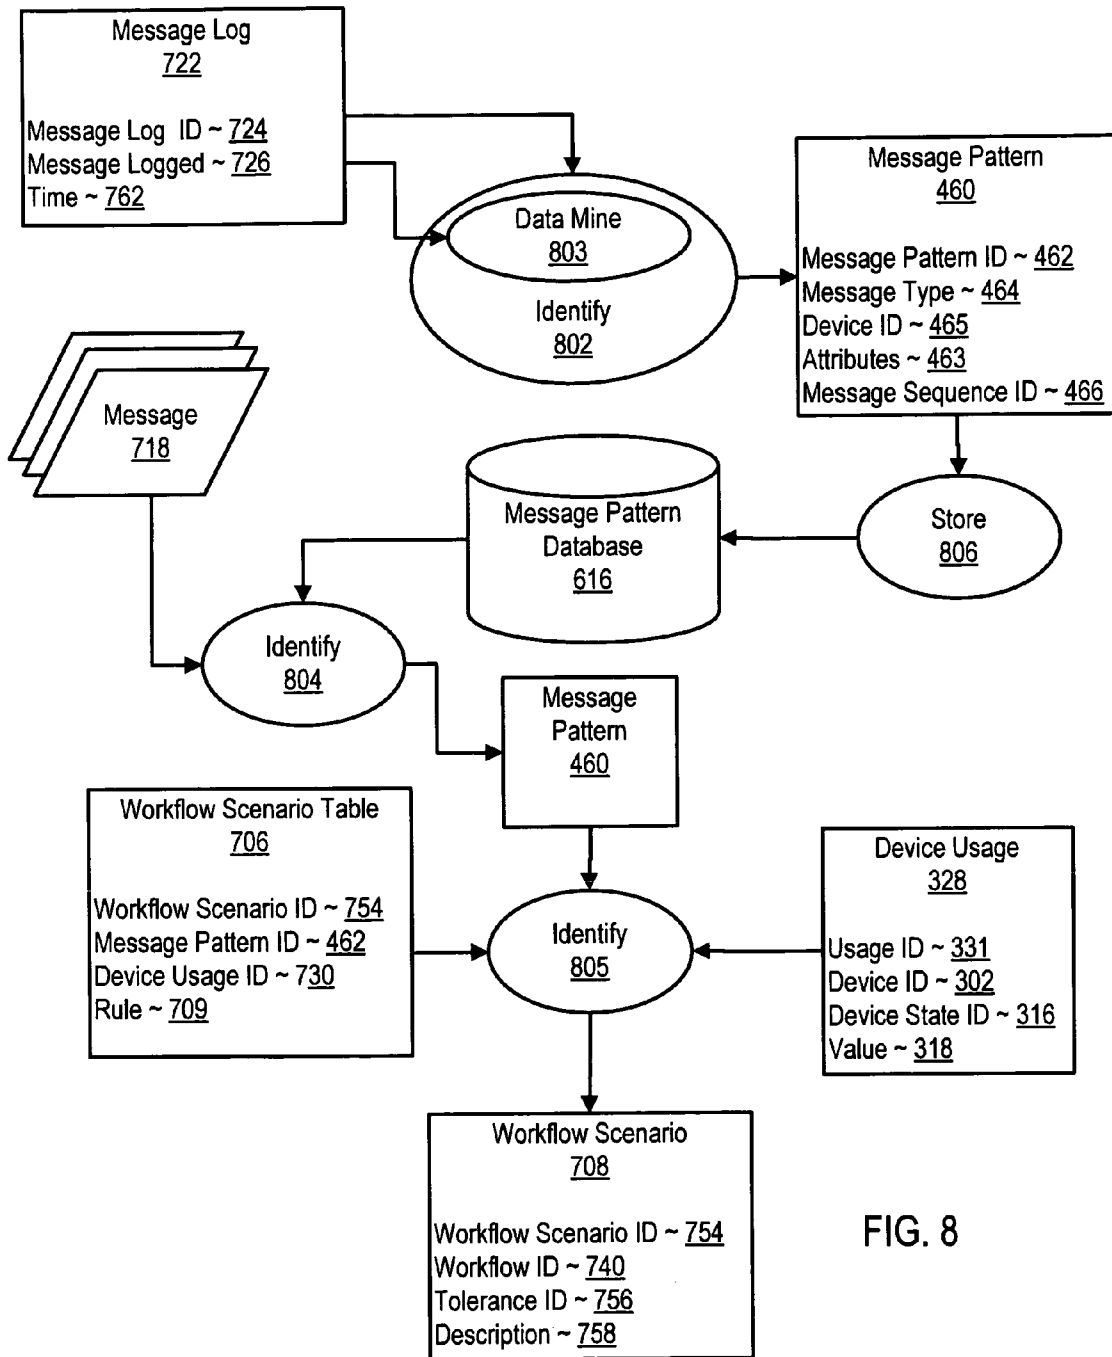 Message Log
722
Message Log ID ~ 724
Message Logged ~ 726
Time ~ 762
Data Mine
803
Identify
802
Message Pattern
460
Message Pattern ID ~ 462
Message Type ~ 464
Device ID ~ 465
Attributes ~ 463
Message Sequence ID ~ 466
Message
718
Message Pattern
Database
616
Store
806
Identify
804
Message
Pattern
460
Workflow Scenario Table
706
Workflow Scenario ID ~ 754
Message Pattern ID ~ 462
Device Usage ID ~ 730
Rule ~ 709
Identify
805
Device Usage
328
Usage ID ~ 331
Device ID ~ 302
Device State ID ~ 316
Value ~ 318
Workflow Scenario
708
Workflow Scenario ID ~ 754
Workflow ID ~ 740
Tolerance ID ~ 756
Description ~ 758
FIG. 8